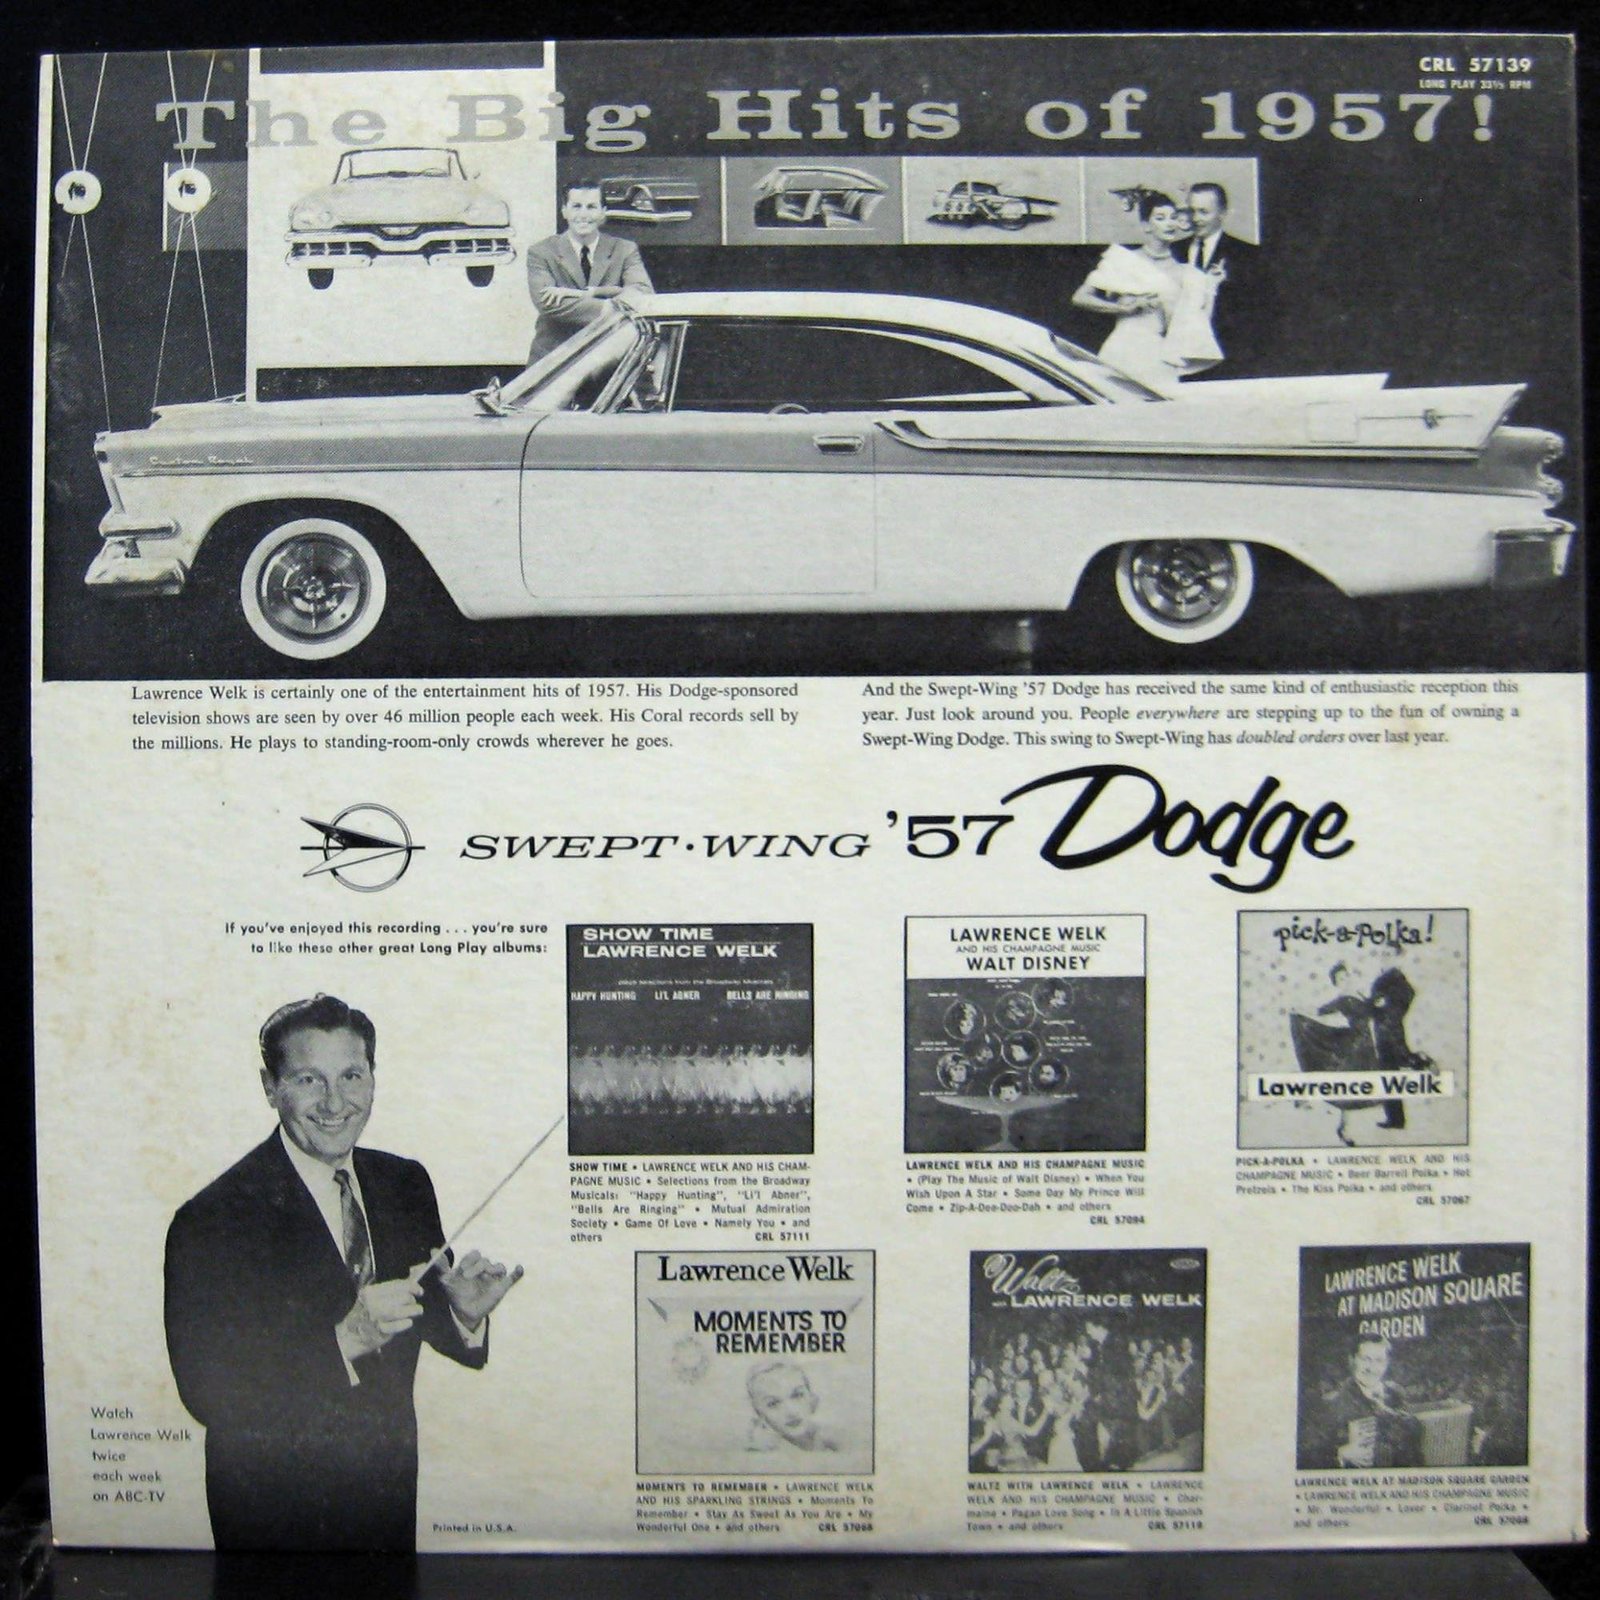 CRL 57139
LONG PLAY 33⅓ RPM
The Big Hits of 1957!
Custom Royal
Lawrence Welk is certainly one of the entertainment hits of 1957. His Dodge-sponsored
television shows are seen by over 46 million people each week. His Coral records sell by
the millions. He plays to standing-room-only crowds wherever he goes.
And the Swept-Wing '57 Dodge has received the same kind of enthusiastic reception this
year. Just look around you. People everywhere are stepping up to the fun of owning a
Swept-Wing Dodge. This swing to Swept-Wing has doubled orders over last year.
SWEPT·WING '57 Dodge
If you've enjoyed this recording . . . you're sure
to like these other great Long Play albums:
SHOW TIME
LAWRENCE WELK
HAPPY HUNTING LI'L ABNER BELLS ARE RINGING
SHOW TIME • LAWRENCE WELK AND HIS CHAM-
PAGNE MUSIC • Selections from the Broadway
Musicals: "Happy Hunting", "Li'l Abner",
"Bells Are Ringing" • Mutual Admiration
Society • Game Of Love • Namely You • and
others CRL 57111
LAWRENCE WELK
AND HIS CHAMPAGNE MUSIC
WALT DISNEY
LAWRENCE WELK AND HIS CHAMPAGNE MUSIC
• (Play The Music of Walt Disney) • When You
Wish Upon A Star • Some Day My Prince Will
Come • Zip-A-Dee-Doo-Dah • and others
CRL 57094
pick-a-Polka!
Lawrence Welk
PICK-A-POLKA • LAWRENCE WELK AND HIS
CHAMPAGNE MUSIC • Beer Barrell Polka • Hot
Pretzels • The Kiss Polka • and others
CRL 57067
Lawrence Welk
MOMENTS TO
REMEMBER
MOMENTS TO REMEMBER • LAWRENCE WELK
AND HIS SPARKLING STRINGS • Moments To
Remember • Stay As Sweet As You Are • My
Wonderful One • and others CRL 57068
Waltz
with LAWRENCE WELK
WALTZ WITH LAWRENCE WELK • LAWRENCE
WELK AND HIS CHAMPAGNE MUSIC • Char-
maine • Pagan Love Song • In A Little Spanish
Town • and others CRL 57119
LAWRENCE WELK
AT MADISON SQUARE
GARDEN
LAWRENCE WELK AT MADISON SQUARE GARDEN
• LAWRENCE WELK AND HIS CHAMPAGNE MUSIC
• Mr. Wonderful • Lover • Clarinet Polka •
and others CRL
Watch
Lawrence Welk
twice
each week
on ABC-TV
Printed in U.S.A.